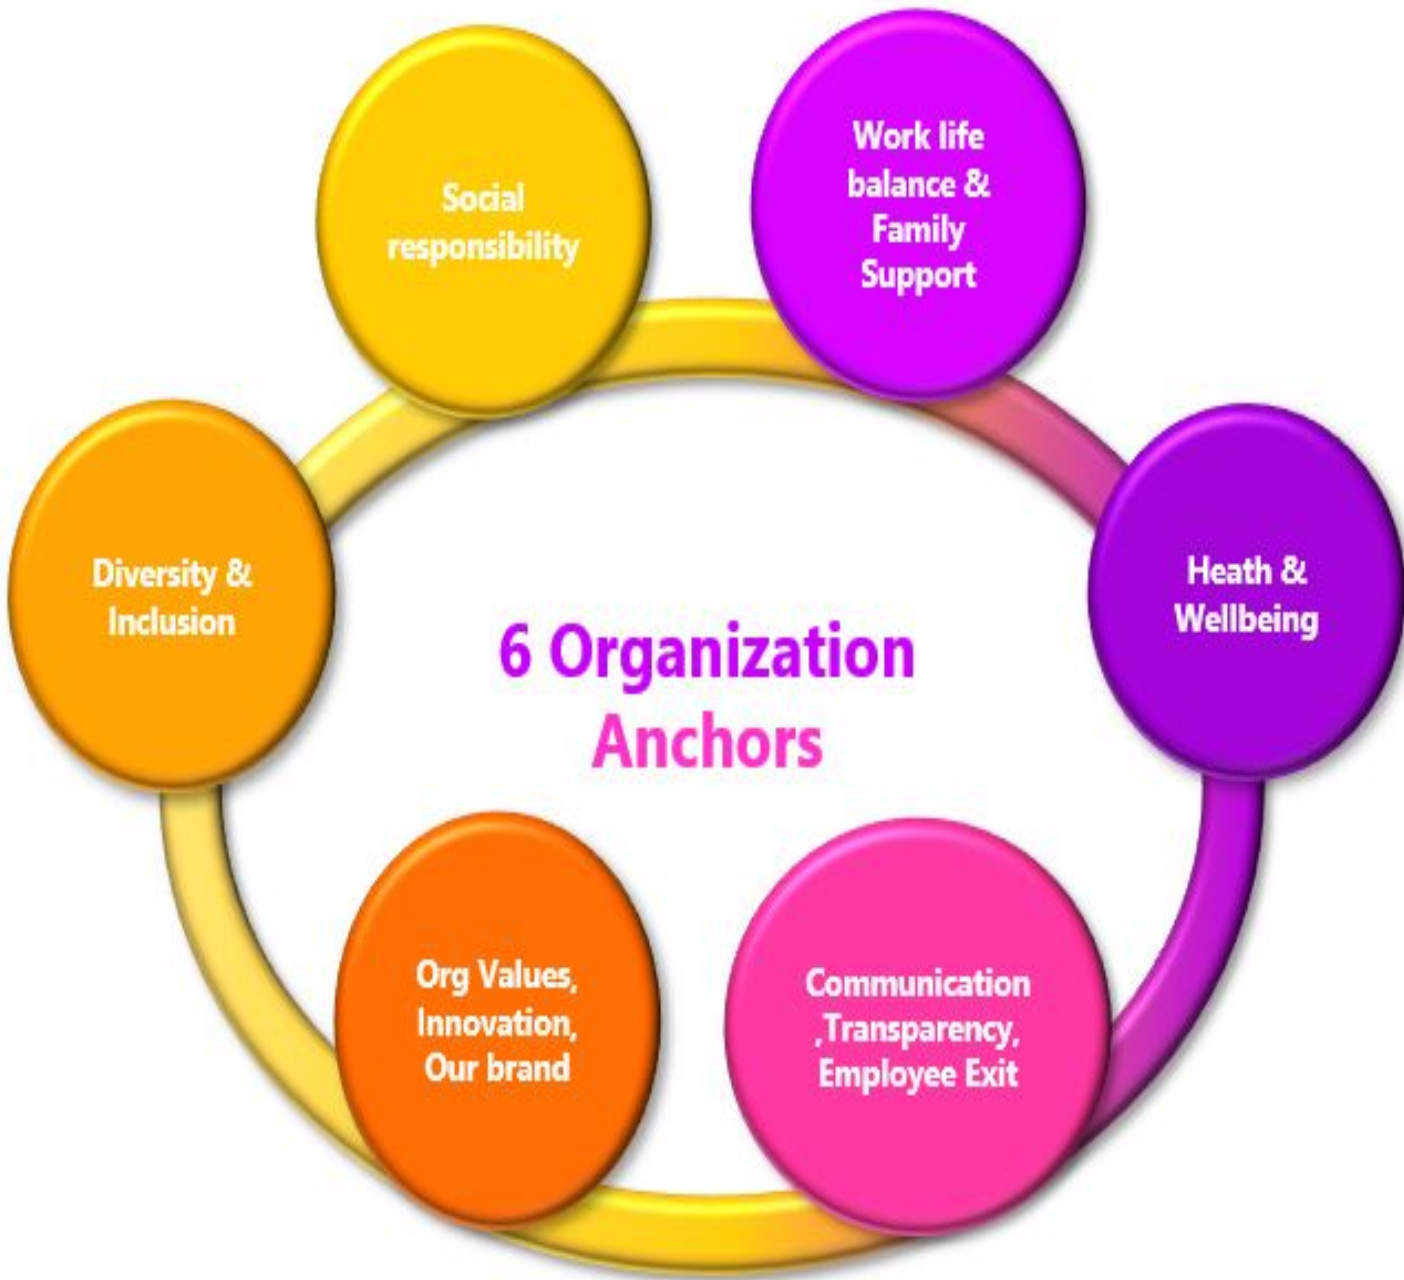 Social
responsibility
Work life
balance &
Family
Support
Diversity &
Inclusion
Heath &
Wellbeing
6 Organization
Anchors
Org Values,
Innovation,
Our brand
Communication
,Transparency,
Employee Exit